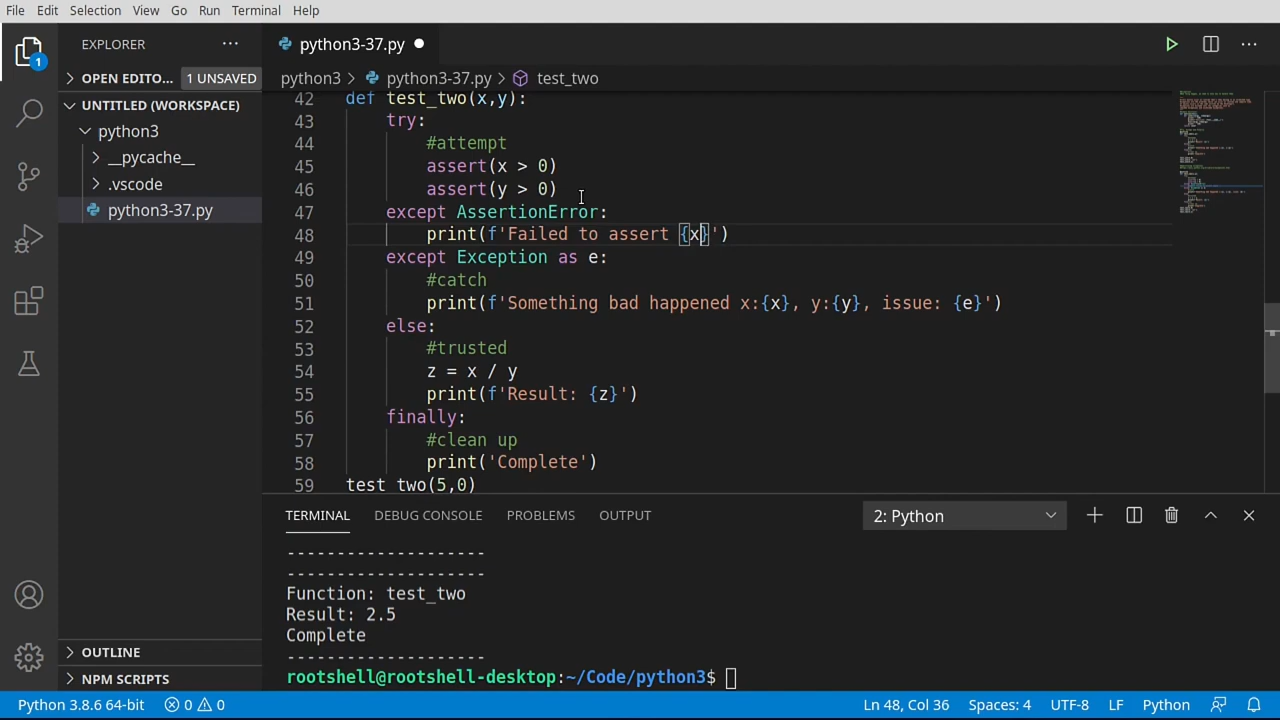 File Edit Selection View Go Run Terminal Help
EXPLORER
OPEN EDITO... 1 UNSAVED
UNTITLED (WORKSPACE)
python3
__pycache__
.vscode
python3-37.py
OUTLINE
NPM SCRIPTS
1
python3-37.py
python3 python3-37.py test_two
42 def test_two(x,y):
43 try:
44 #attempt
45 assert(x > 0)
46 assert(y > 0)
47 except AssertionError:
48 print(f'Failed to assert {x}')
49 except Exception as e:
50 #catch
51 print(f'Something bad happened x:{x}, y:{y}, issue: {e}')
52 else:
53 #trusted
54 z = x / y
55 print(f'Result: {z}')
56 finally:
57 #clean up
58 print('Complete')
59 test_two(5,0)
TERMINAL DEBUG CONSOLE PROBLEMS OUTPUT 2: Python
--------------------
--------------------
Function: test_two
Result: 2.5
Complete
--------------------
rootshell@rootshell-desktop:~/Code/python3$
Python 3.8.6 64-bit 0 0 Ln 48, Col 36 Spaces: 4 UTF-8 LF Python